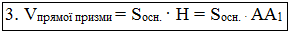 3. Vпрямої призми = Sосн. · H = Sосн. · AA₁